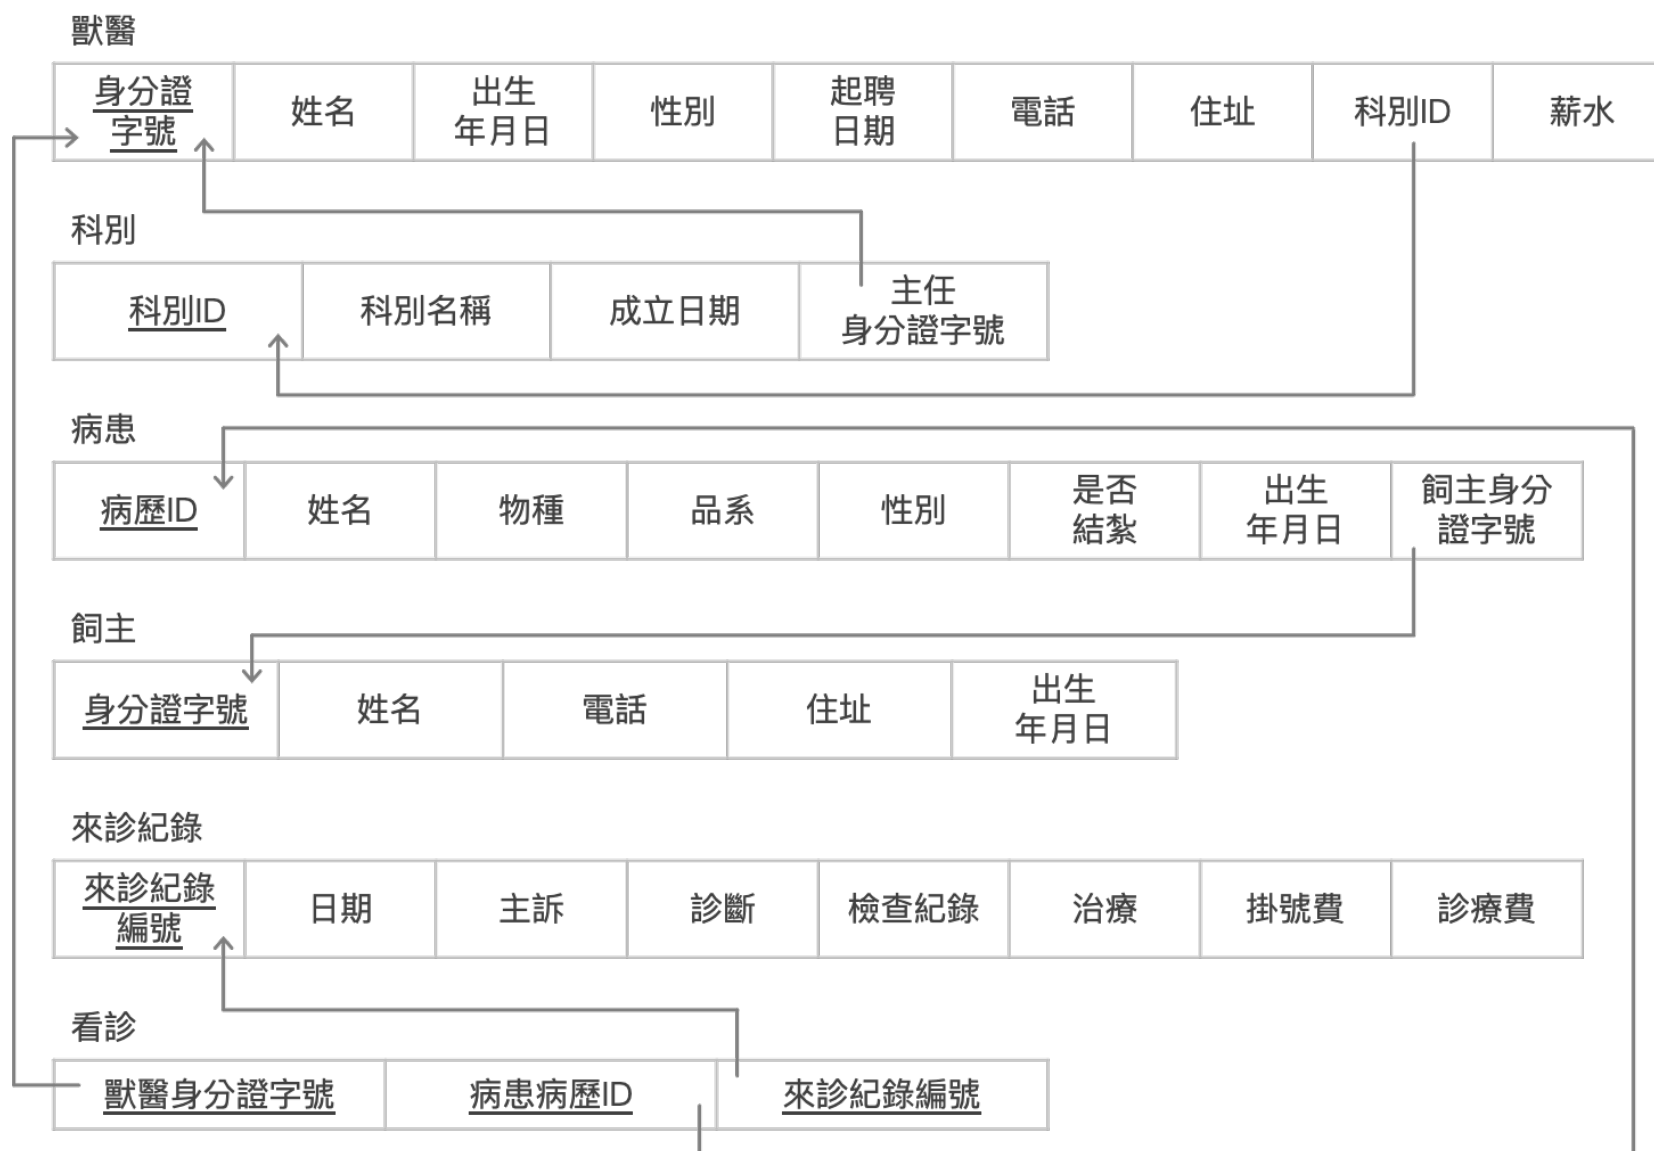 獸醫
身分證
字號
姓名
出生
年月日
性別
起聘
日期
電話
住址
科別ID
薪水
科別
科別ID
科別名稱
成立日期
主任
身分證字號
病患
病歷ID
姓名
物種
品系
性別
是否
結紮
出生
年月日
飼主身分
證字號
飼主
身分證字號
姓名
電話
住址
出生
年月日
來診紀錄
來診紀錄
編號
日期
主訴
診斷
檢查紀錄
治療
掛號費
診療費
看診
獸醫身分證字號
病患病歷ID
來診紀錄編號